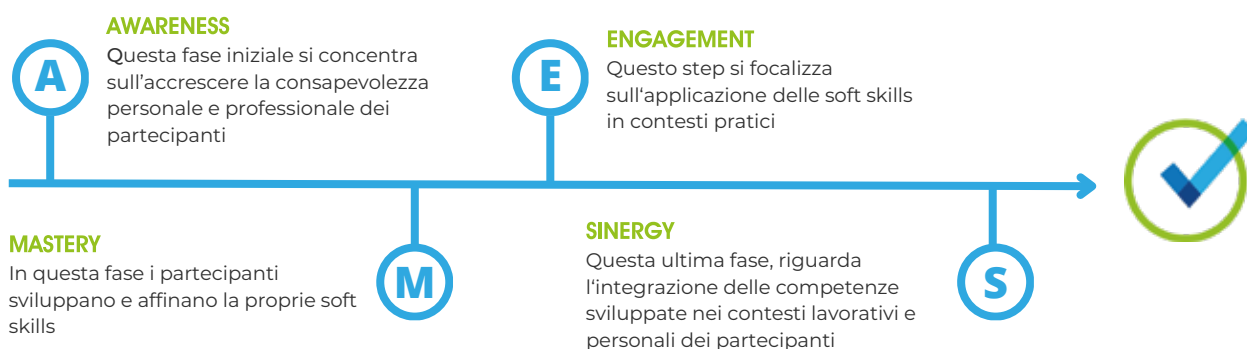 AWARENESS
A
Questa fase iniziale si concentra
sull'accrescere la consapevolezza
personale e professionale dei
partecipanti
MASTERY
In questa fase i partecipanti
sviluppano e affinano la proprie soft
skills
M
E
ENGAGEMENT
Questo step si focalizza
sull'applicazione delle soft skills
in contesti pratici
SINERGY
Questa ultima fase, riguarda
l'integrazione delle competenze
sviluppate nei contesti lavorativi e
personali dei partecipanti
S